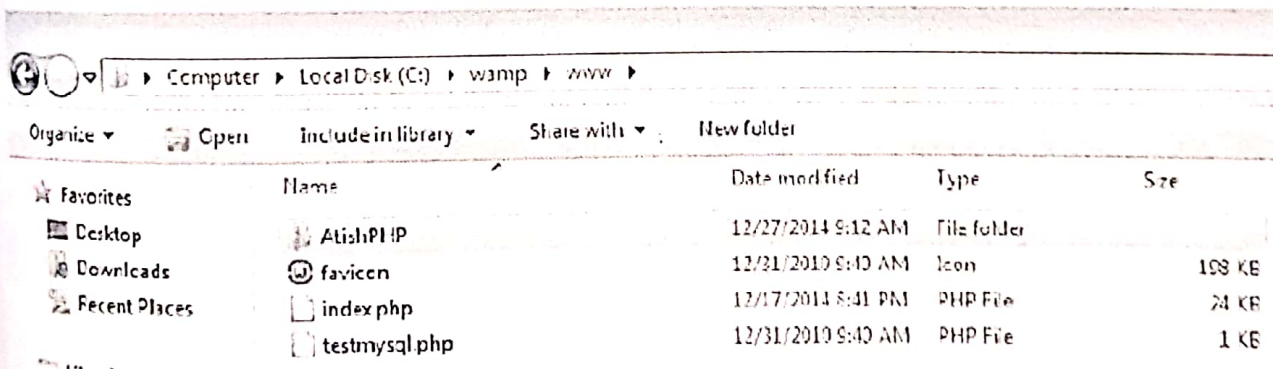 Computer ▸ Local Disk (C:) ▸ wamp ▸ www ▸
Organize Open Include in library Share with New folder
Name Date modified Type Size
Favorites
Desktop
Downloads
Recent Places
AtishPHP 12/27/2014 9:12 AM File folder
favicon 12/31/2010 9:40 AM Icon 198 KB
index.php 12/17/2014 8:41 PM PHP File 24 KB
testmysql.php 12/31/2010 9:40 AM PHP File 1 KB